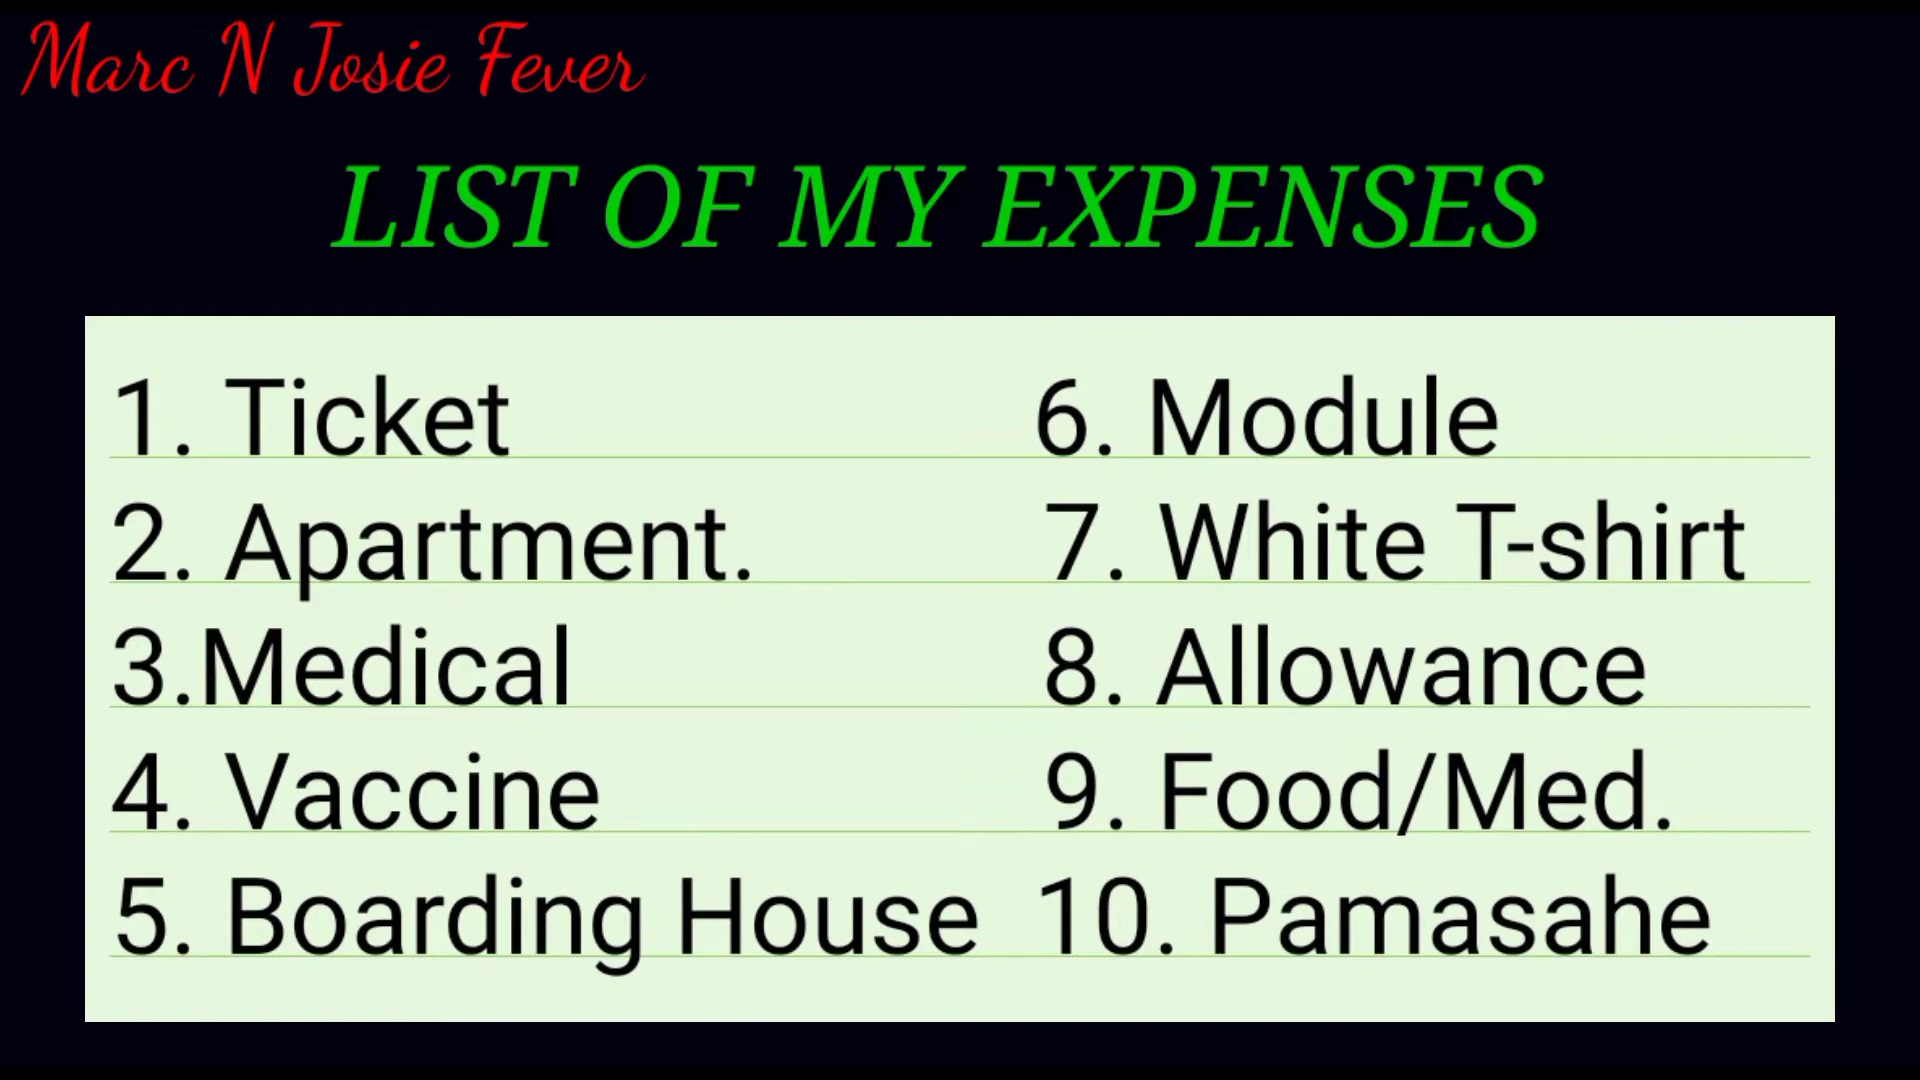 Marc N Josie Fever
LIST OF MY EXPENSES
1. Ticket
2. Apartment.
3.Medical
4. Vaccine
5. Boarding House
6. Module
7. White T-shirt
8. Allowance
9. Food/Med.
10. Pamasahe